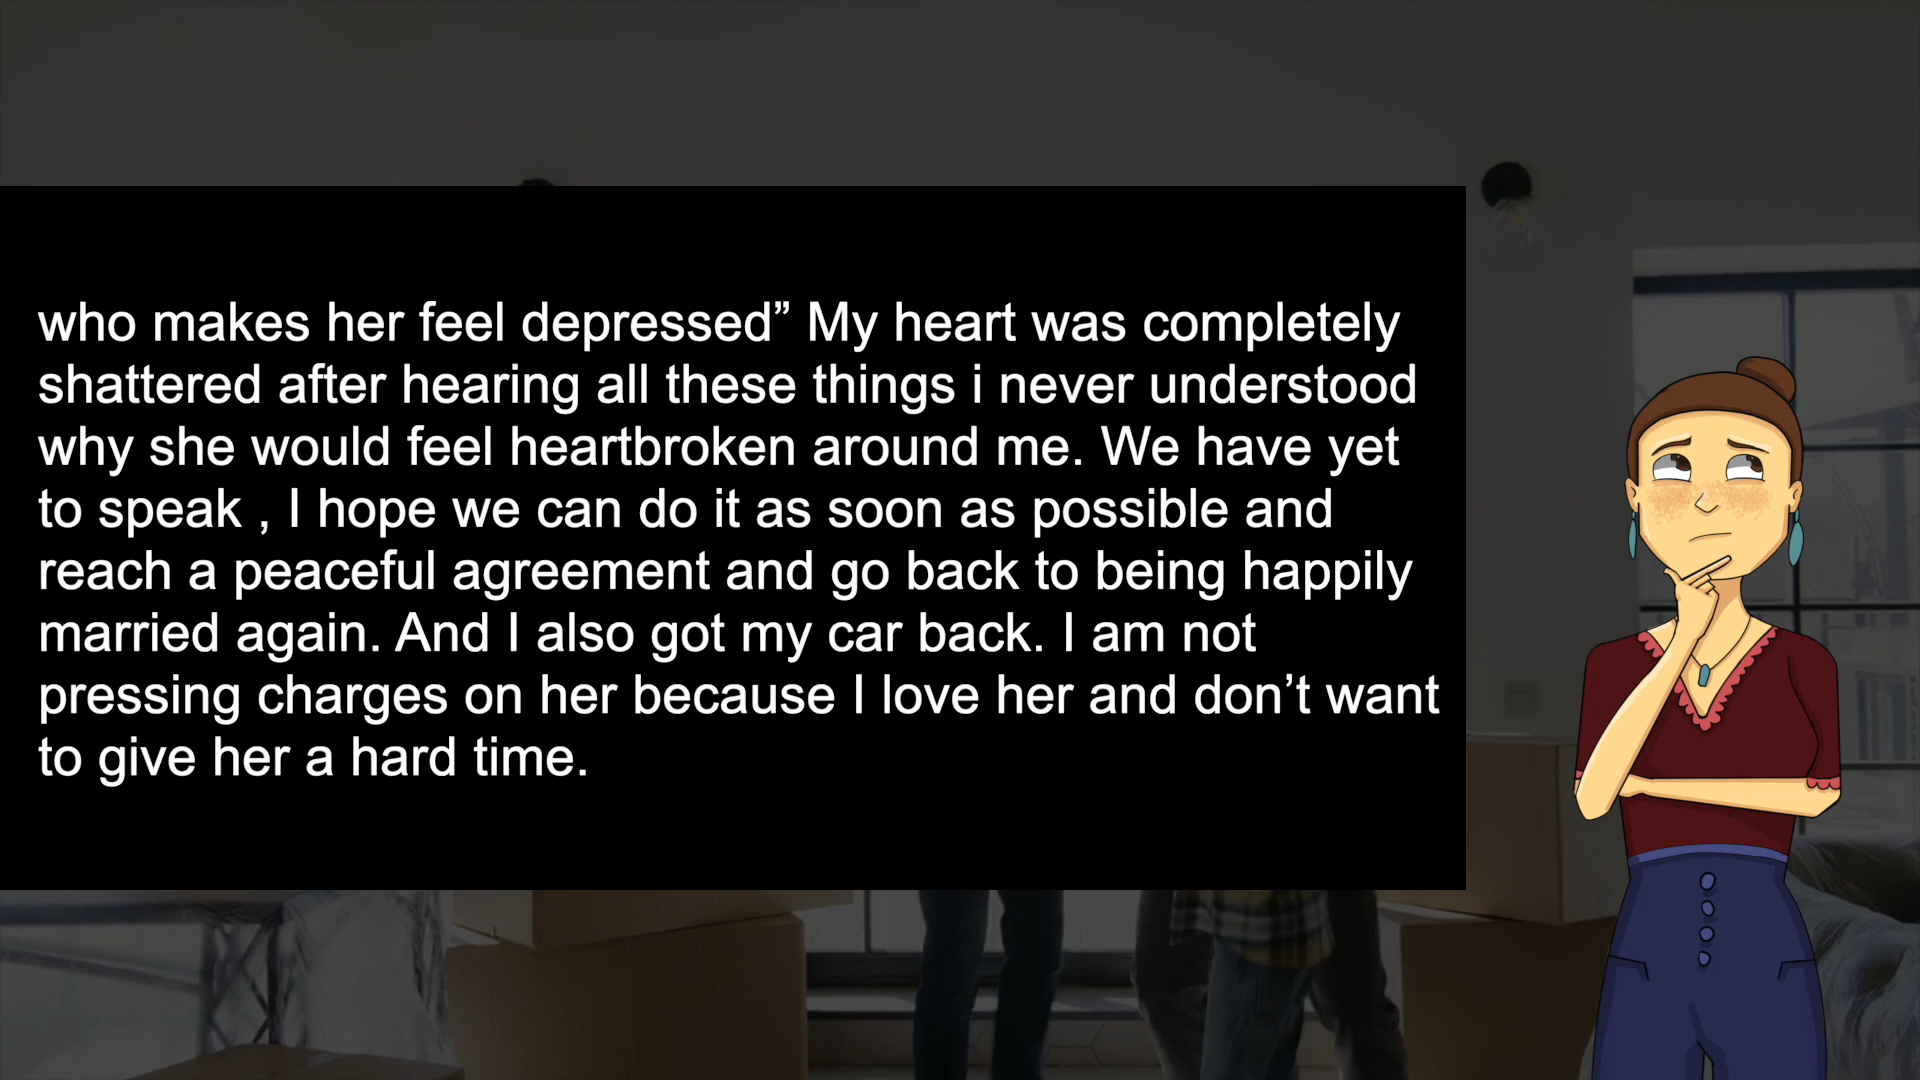 who makes her feel depressed” My heart was completely
shattered after hearing all these things i never understood
why she would feel heartbroken around me. We have yet
to speak , I hope we can do it as soon as possible and
reach a peaceful agreement and go back to being happily
married again. And I also got my car back. I am not
pressing charges on her because I love her and don’t want
to give her a hard time.